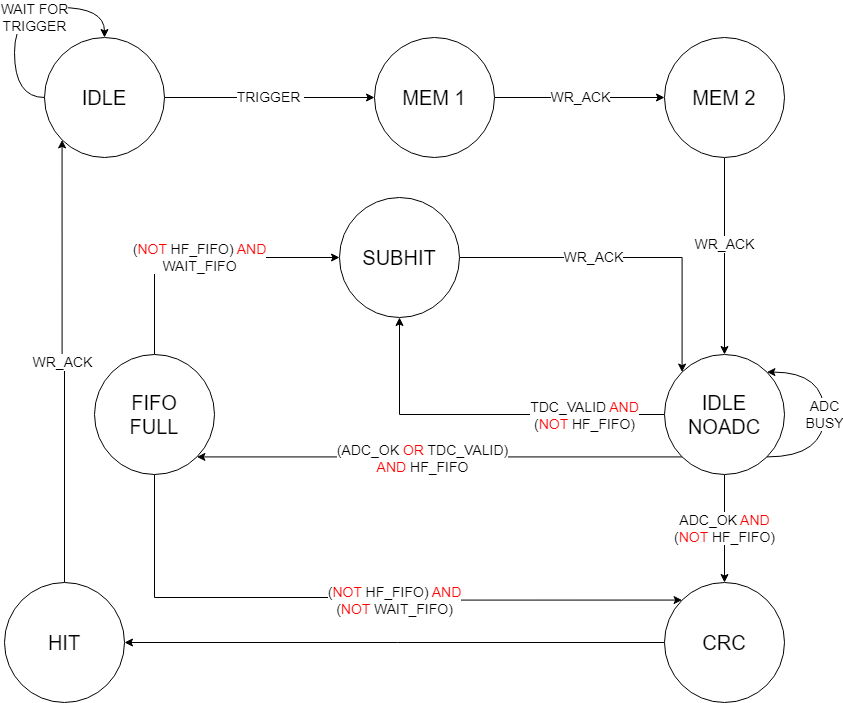 WAIT FOR
TRIGGER
IDLE
TRIGGER
MEM 1
WR_ACK
MEM 2
WR_ACK
(NOT HF_FIFO) AND
WAIT_FIFO
SUBHIT
WR_ACK
WR_ACK
FIFO
FULL
TDC_VALID AND
(NOT HF_FIFO)
IDLE
NOADC
ADC
BUSY
(ADC_OK OR TDC_VALID)
AND HF_FIFO
ADC_OK AND
(NOT HF_FIFO)
(NOT HF_FIFO) AND
(NOT WAIT_FIFO)
HIT
CRC